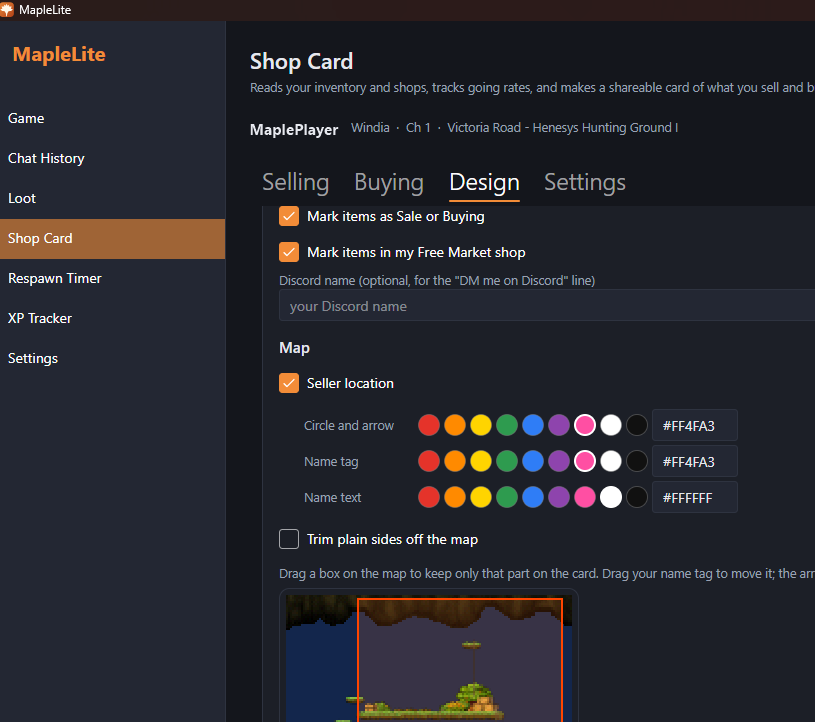 MapleLite
MapleLite
Game
Chat History
Loot
Shop Card
Respawn Timer
XP Tracker
Settings
Shop Card
Reads your inventory and shops, tracks going rates, and makes a shareable card of what you sell and b
MaplePlayer Windia · Ch 1 · Victoria Road - Henesys Hunting Ground I
Selling Buying Design Settings
Mark items as Sale or Buying
Mark items in my Free Market shop
Discord name (optional, for the "DM me on Discord" line)
your Discord name
Map
Seller location
Circle and arrow #FF4FA3
Name tag #FF4FA3
Name text #FFFFFF
Trim plain sides off the map
Drag a box on the map to keep only that part on the card. Drag your name tag to move it; the arr